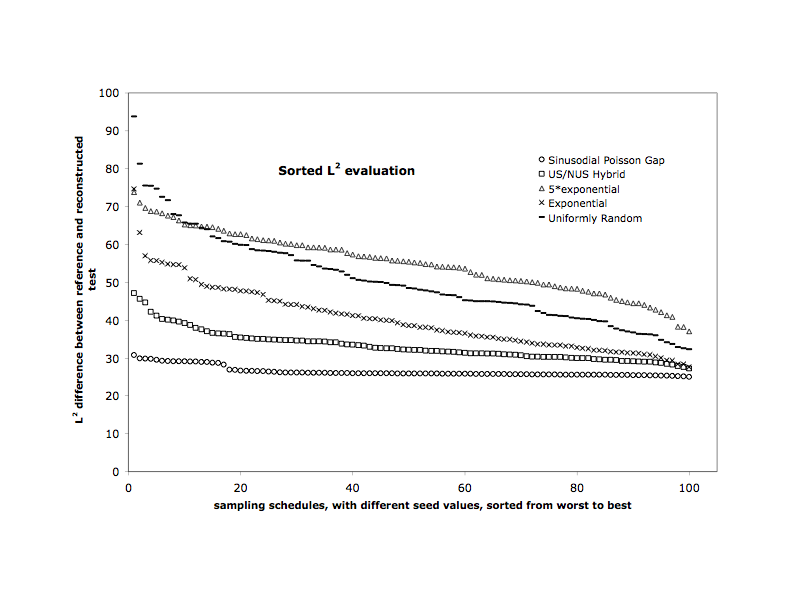 100
90
80
70
60
50
40
30
20
10
0
0 20 40 60 80 100
L² difference between reference and reconstructed
test
Sorted L² evaluation
Sinusodial Poisson Gap
US/NUS Hybrid
5*exponential
Exponential
Uniformly Random
sampling schedules, with different seed values, sorted from worst to best